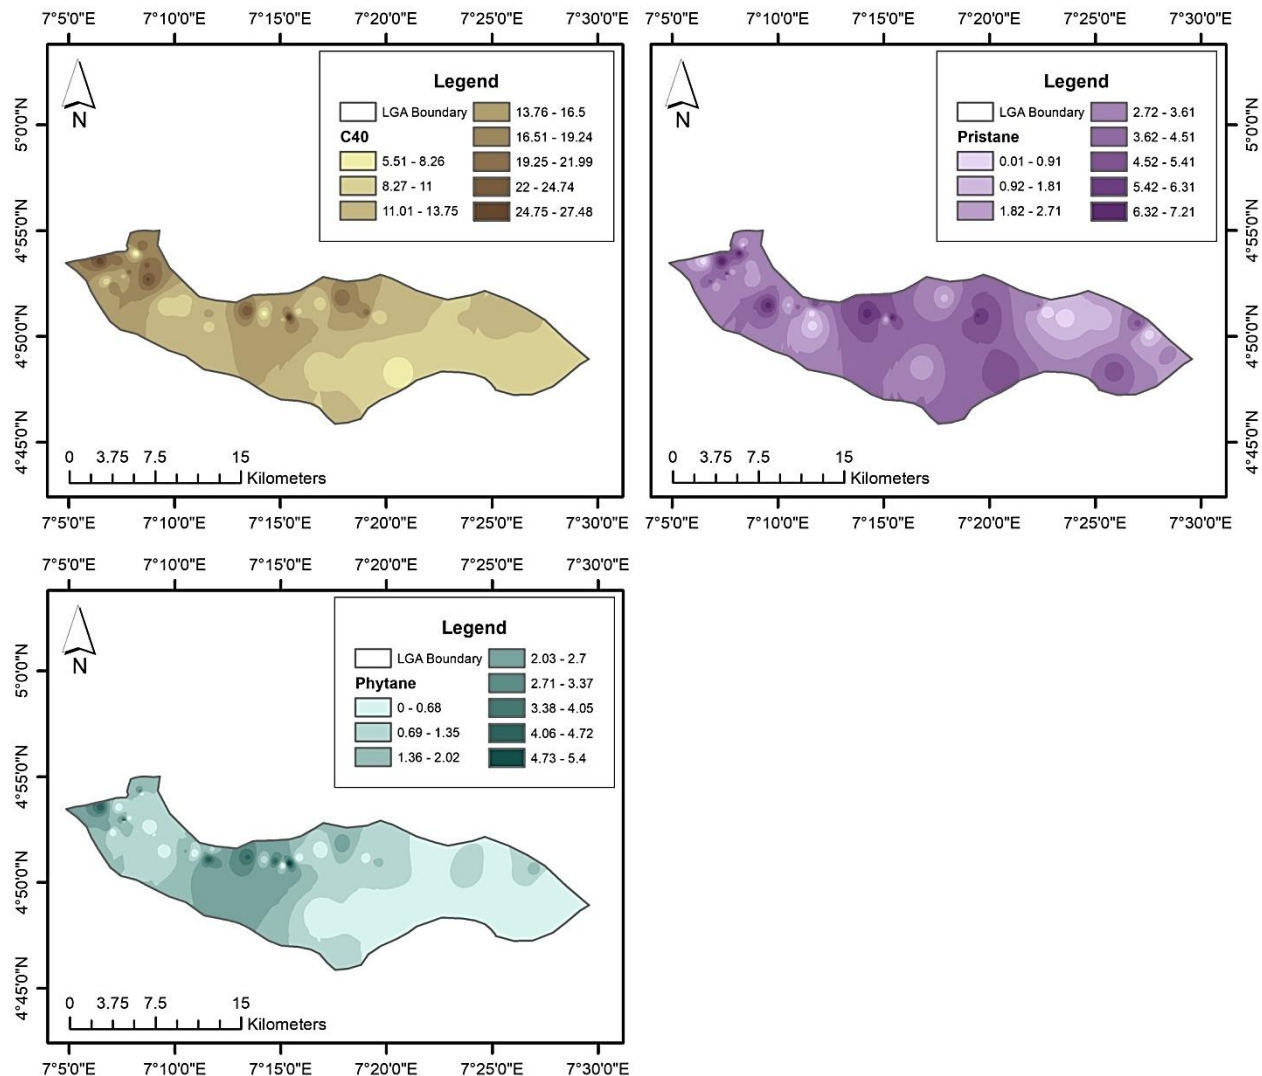 7°5'0"E 7°10'0"E 7°15'0"E 7°20'0"E 7°25'0"E 7°30'0"E 7°5'0"E 7°10'0"E 7°15'0"E 7°20'0"E 7°25'0"E 7°30'0"E
N
Legend
LGA Boundary
C40
5.51 - 8.26
8.27 - 11
11.01 - 13.75
13.76 - 16.5
16.51 - 19.24
19.25 - 21.99
22 - 24.74
24.75 - 27.48
5°0'0"N
4°55'0"N
4°50'0"N
4°45'0"N
0 3.75 7.5 15
Kilometers
N
Legend
LGA Boundary
Pristane
0.01 - 0.91
0.92 - 1.81
1.82 - 2.71
2.72 - 3.61
3.62 - 4.51
4.52 - 5.41
5.42 - 6.31
6.32 - 7.21
5°0'0"N
4°55'0"N
4°50'0"N
4°45'0"N
0 3.75 7.5 15
Kilometers
7°5'0"E 7°10'0"E 7°15'0"E 7°20'0"E 7°25'0"E 7°30'0"E 7°5'0"E 7°10'0"E 7°15'0"E 7°20'0"E 7°25'0"E 7°30'0"E
7°5'0"E 7°10'0"E 7°15'0"E 7°20'0"E 7°25'0"E 7°30'0"E
N
Legend
LGA Boundary
Phytane
0 - 0.68
0.69 - 1.35
1.36 - 2.02
2.03 - 2.7
2.71 - 3.37
3.38 - 4.05
4.06 - 4.72
4.73 - 5.4
5°0'0"N
4°55'0"N
4°50'0"N
4°45'0"N
0 3.75 7.5 15
Kilometers
7°5'0"E 7°10'0"E 7°15'0"E 7°20'0"E 7°25'0"E 7°30'0"E